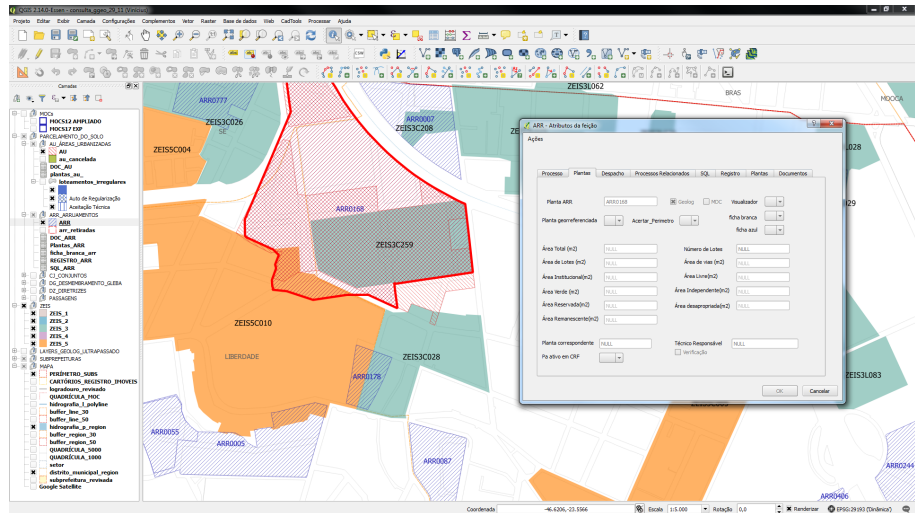 QGIS 2.14.0-Essen - consulta_ggeo_29_11 (Vinicius)
Projeto Editar Exibir Camada Configurações Complementos Vetor Raster Base de dados Web CadTools Processar Ajuda
Camadas
MOCs
MOCS12 AMPLIADO
MOCS17 EXP
PARCELAMENTO_DO_SOLO
AU_ÁREAS_URBANIZADAS
AU
au_cancelada
DOC_AU
plantas_au_
loteamentos_irregulares
Auto de Regularização
Aceitação Técnica
ARR_ARRUAMENTOS
ARR
arr_retiradas
DOC_ARR
Plantas_ARR
ficha_branca_arr
REGISTRO_ARR
SQL_ARR
CJ_CONJUNTOS
DG_DESMEMBRAMENTO_GLEBA
DZ_DIRETRIZES
PASSAGENS
ZEIS
ZEIS_1
ZEIS_2
ZEIS_3
ZEIS_4
ZEIS_5
LAYERS_GEOLOG_ULTRAPASSADO
SUBPREFEITURAS
MAPA
PERÍMETRO_SUBS
CARTÓRIOS_REGISTRO_IMOVEIS
logradouro_revisado
QUADRÍCULA_MOC
hidrografia_l_polyline
buffer_line_30
buffer_line_50
hidrografia_p_region
buffer_region_30
buffer_region_50
QUADRÍCULA_5000
QUADRÍCULA_1000
setor
distrito_municipal_region
subprefeitura_revisada
Google Satellite
ARR0777
ZEIS3C026
SÉ
ZEIS5C004
ARR0007
ZEIS3C208
ZEIS3L062
BRAS
MOOCA
ARR0168
ZEIS3C259
ZEIS5C010
LIBERDADE
ZEIS3C028
ARR0178
ARR0055
ARR0005
ARR0087
ZEIS3L083
ARR0244
ARR0406
ARR - Atributos da feição
Ações
Processo Plantas Despacho Processos Relacionados SQL Registro Plantas Documentos
Planta ARR ARR0168 Geolog MDC Vsualizador
ficha branca
Planta georreferenciada Acertar_Perimetro
ficha azul
Área Total (m2) NULL Número de Lotes NULL
Área de Lotes (m2) NULL Área de vias (m2) NULL
Área Institucional(m2) NULL Área Livre(m2) NULL
Área Verde (m2) NULL Área Independente(m2) NULL
Área Reservada(m2) NULL Área desapropriada(m2) NULL
Área Remanescente(m2) NULL
Planta correspondente NULL Técnico Responsável NULL
Verificação
Pa ativo em CRF
OK Cancelar
Coordenada -46.6206,-23.5566 Escala 1:5.000 Rotação 0,0 Renderizar EPSG:29193 (Dinâmica')